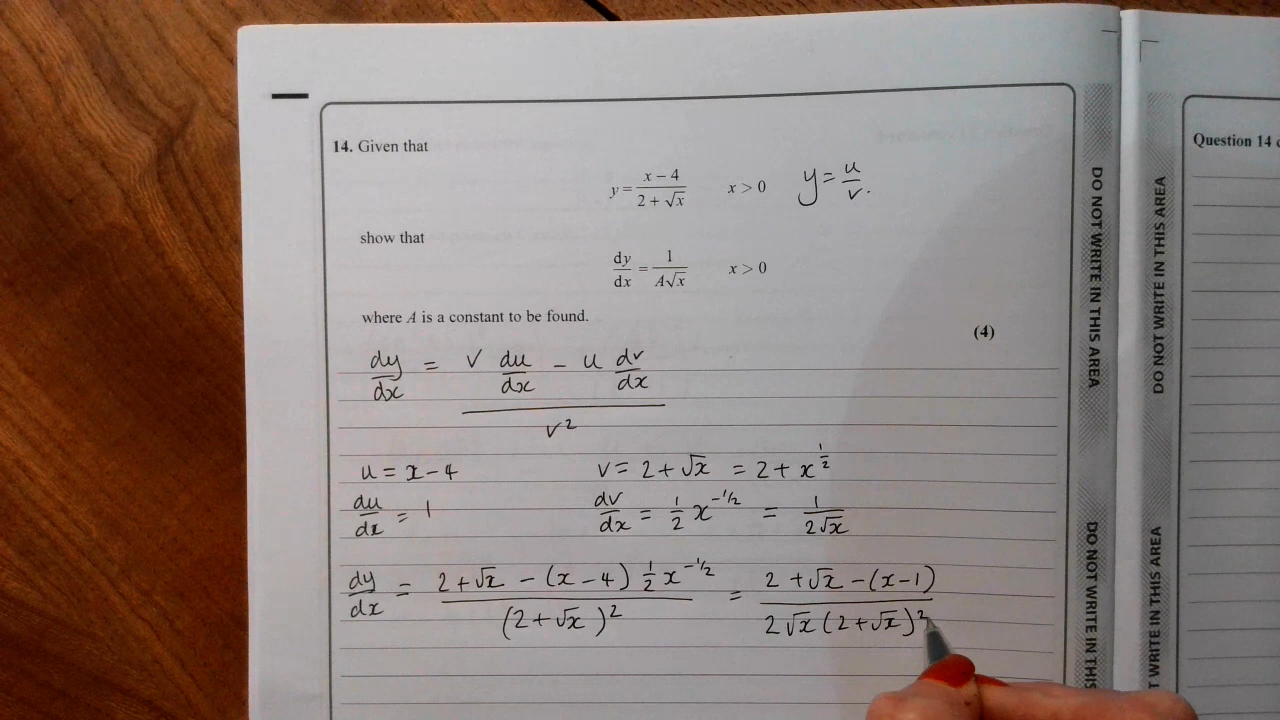 14. Given that
y = (x − 4)/(2 + √x)    x > 0    y = u/v.
show that
dy/dx = 1/(A√x)    x > 0
where A is a constant to be found.
(4)
dy/dx = (v du/dx − u dv/dx)/v²
u = x − 4    v = 2 + √x = 2 + x^(1/2)
du/dx = 1    dv/dx = 1/2 x^(−1/2) = 1/(2√x)
dy/dx = (2 + √x − (x − 4) 1/2 x^(−1/2))/(2 + √x)² = (2 + √x − (x − 1))/(2√x(2 + √x)²)
DO NOT WRITE IN THIS AREA
DO NOT WRITE IN THIS
DO NOT WRITE IN THIS AREA
T WRITE IN THIS AREA
Question 14 c